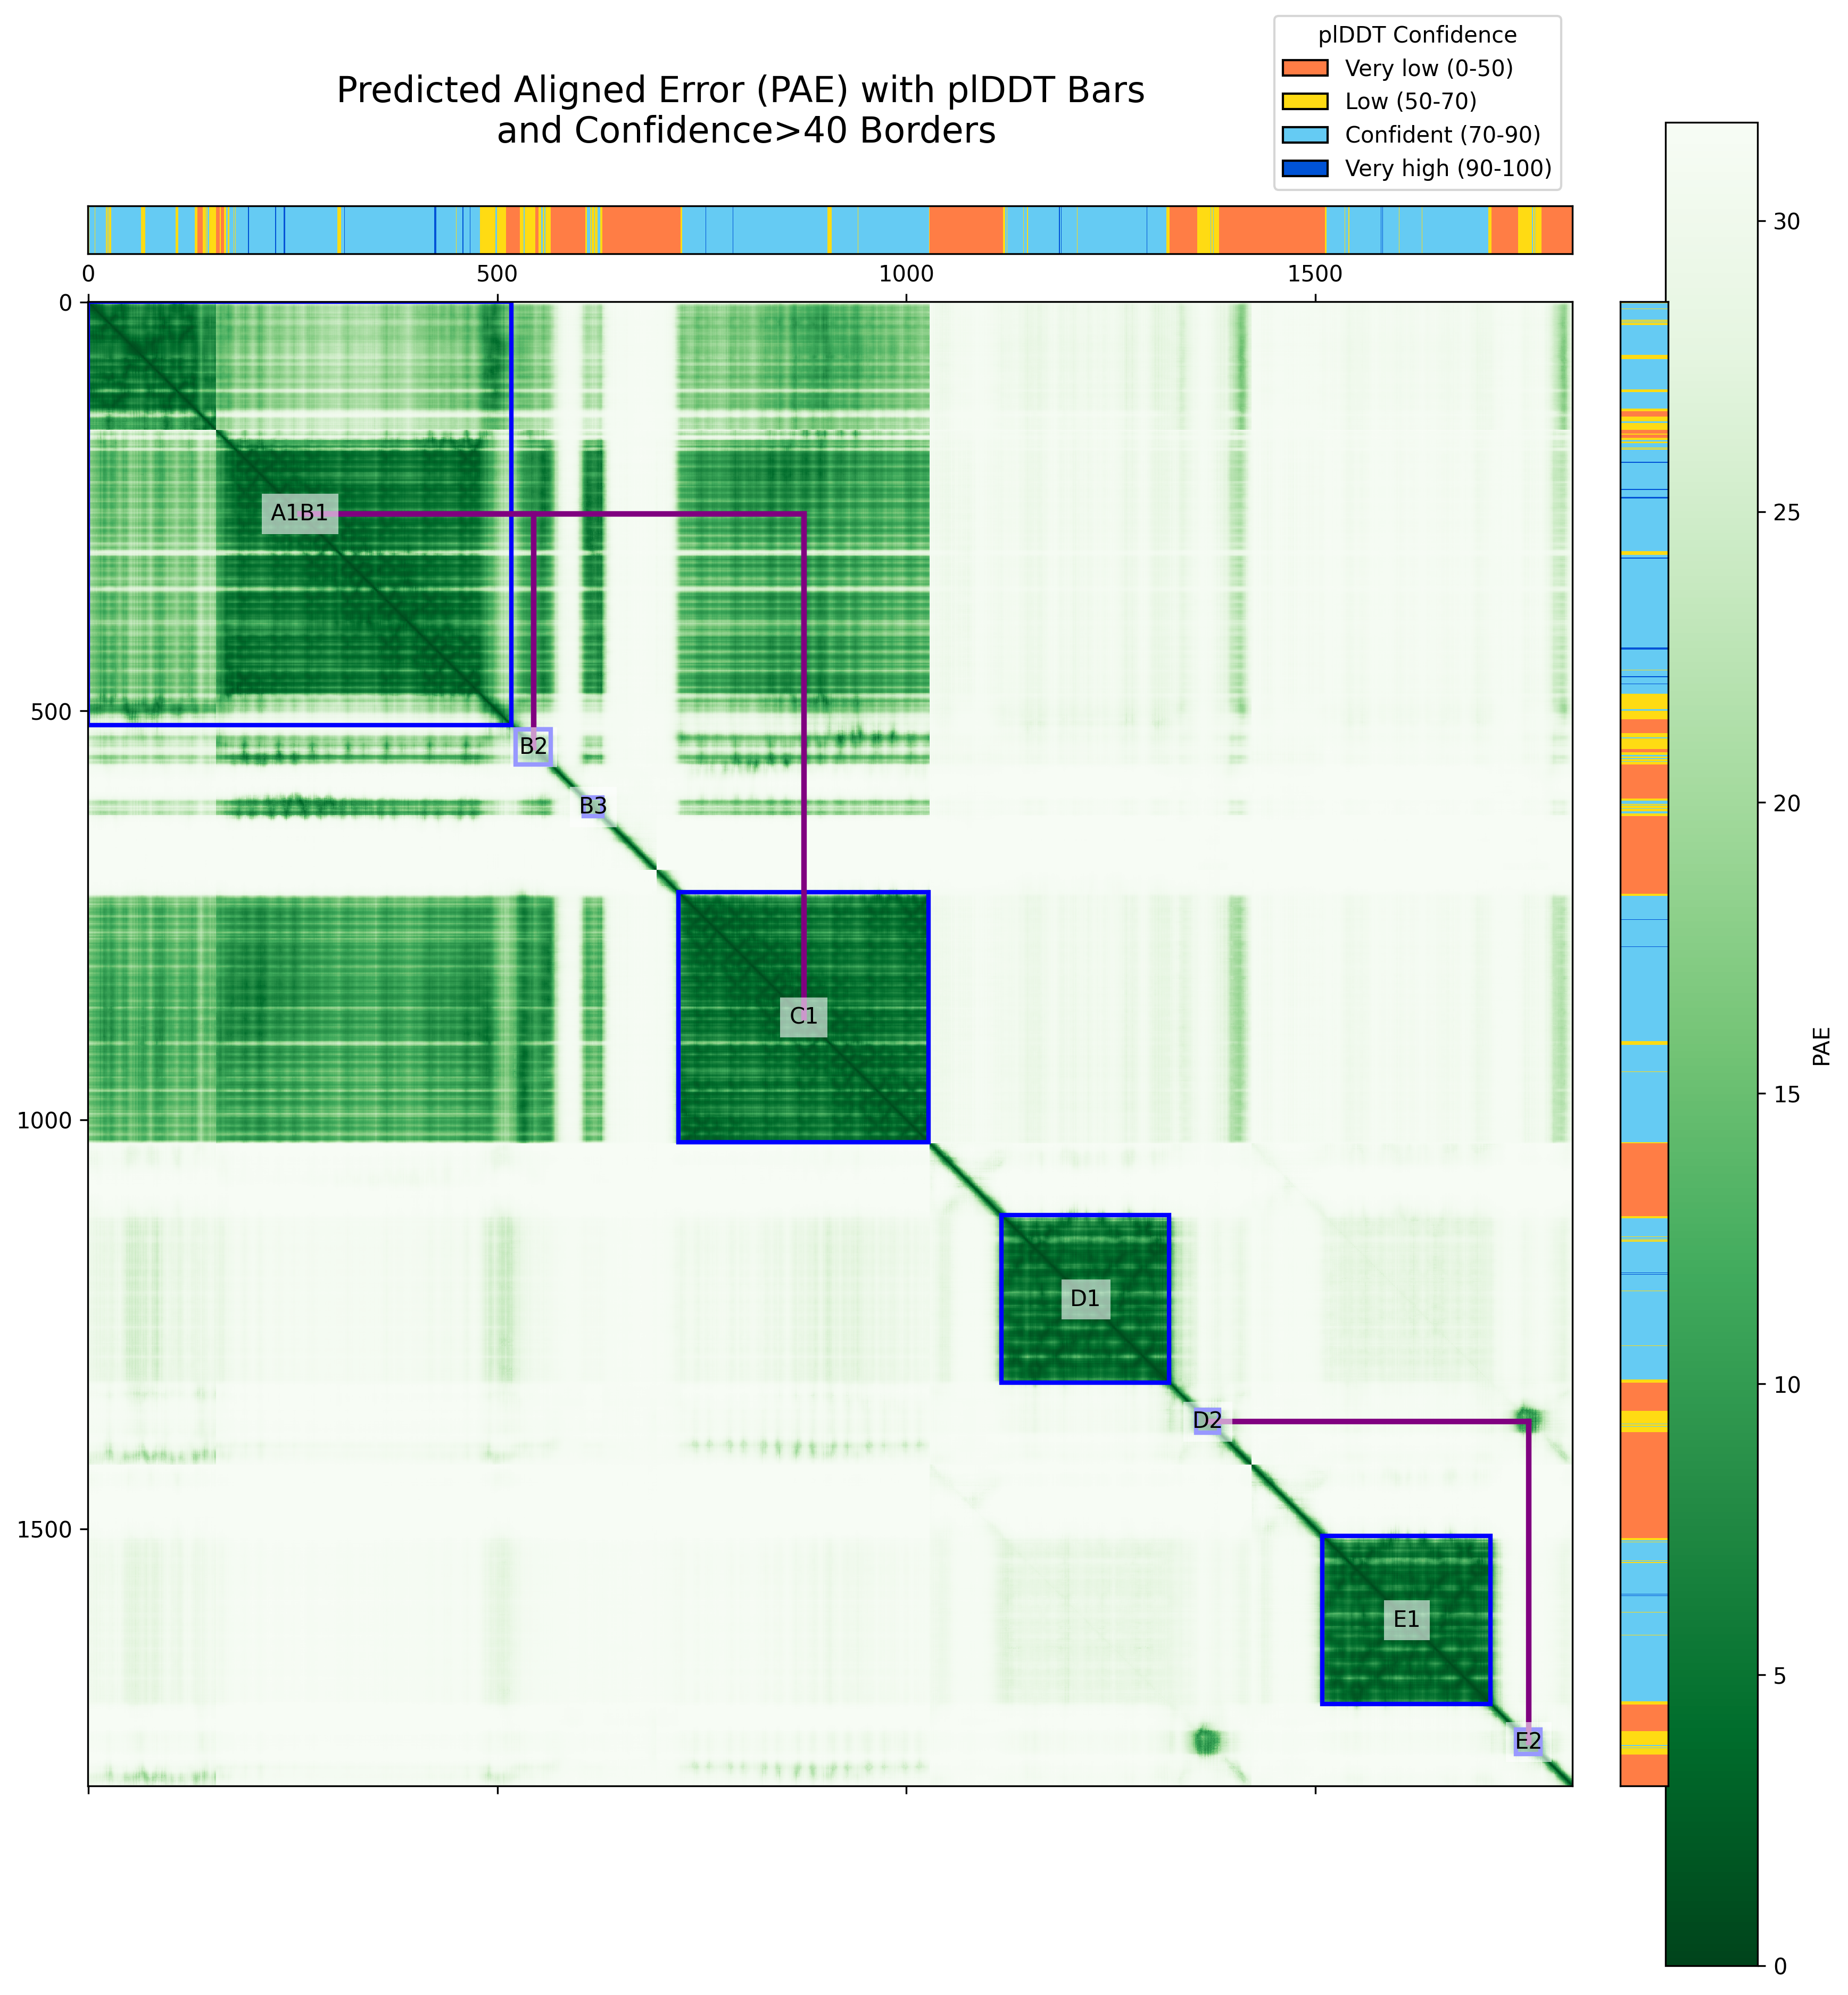 plDDT Confidence
Very low (0-50)
Low (50-70)
Confident (70-90)
Very high (90-100)
Predicted Aligned Error (PAE) with plDDT Bars
and Confidence>40 Borders
0 500 1000 1500
0
500
1000
1500
A1B1
B2
B3
C1
D1
D2
E1
E2
30
25
20
15
10
5
0
PAE